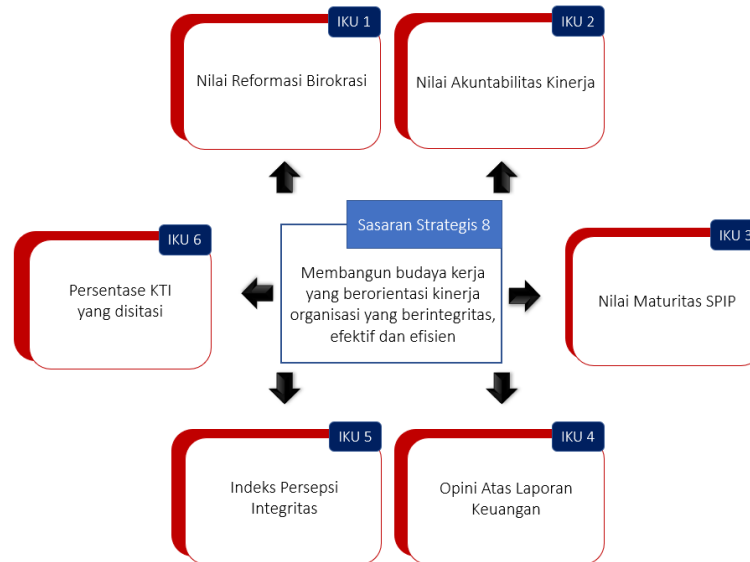 IKU 1
Nilai Reformasi Birokrasi
IKU 2
Nilai Akuntabilitas Kinerja
Sasaran Strategis 8
Membangun budaya kerja
yang berorientasi kinerja
organisasi yang berintegritas,
efektif dan efisien
IKU 3
Nilai Maturitas SPIP
IKU 6
Persentase KTI
yang disitasi
IKU 5
Indeks Persepsi
Integritas
IKU 4
Opini Atas Laporan
Keuangan